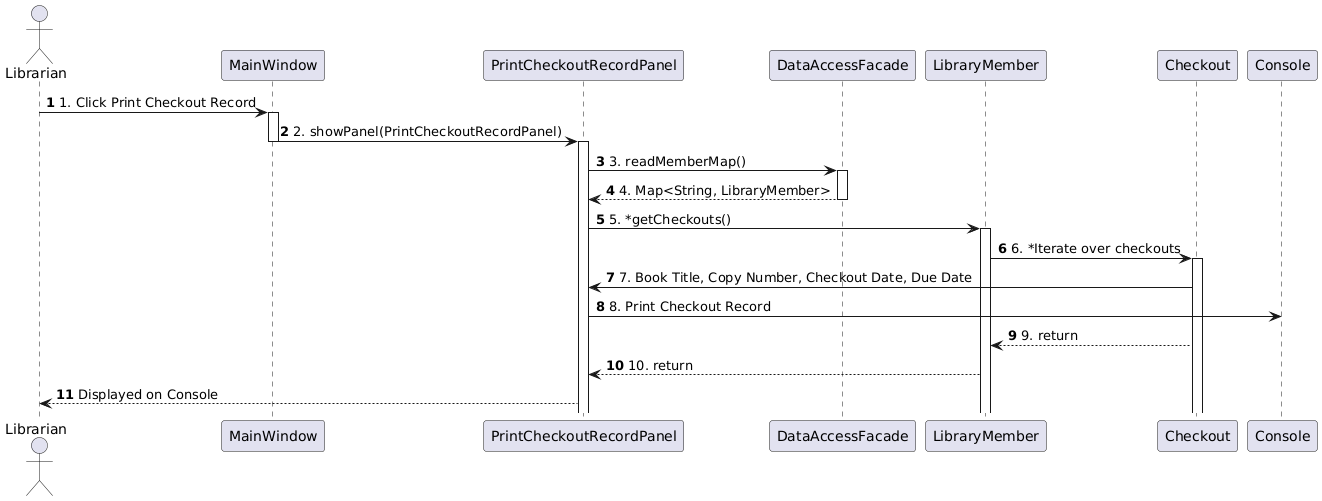 Librarian
MainWindow
PrintCheckoutRecordPanel
DataAccessFacade
LibraryMember
Checkout
Console
1 1. Click Print Checkout Record
2 2. showPanel(PrintCheckoutRecordPanel)
3 3. readMemberMap()
4 4. Map<String, LibraryMember>
5 5. *getCheckouts()
6 6. *Iterate over checkouts
7 7. Book Title, Copy Number, Checkout Date, Due Date
8 8. Print Checkout Record
9 9. return
10 10. return
11 Displayed on Console
Librarian
MainWindow
PrintCheckoutRecordPanel
DataAccessFacade
LibraryMember
Checkout
Console